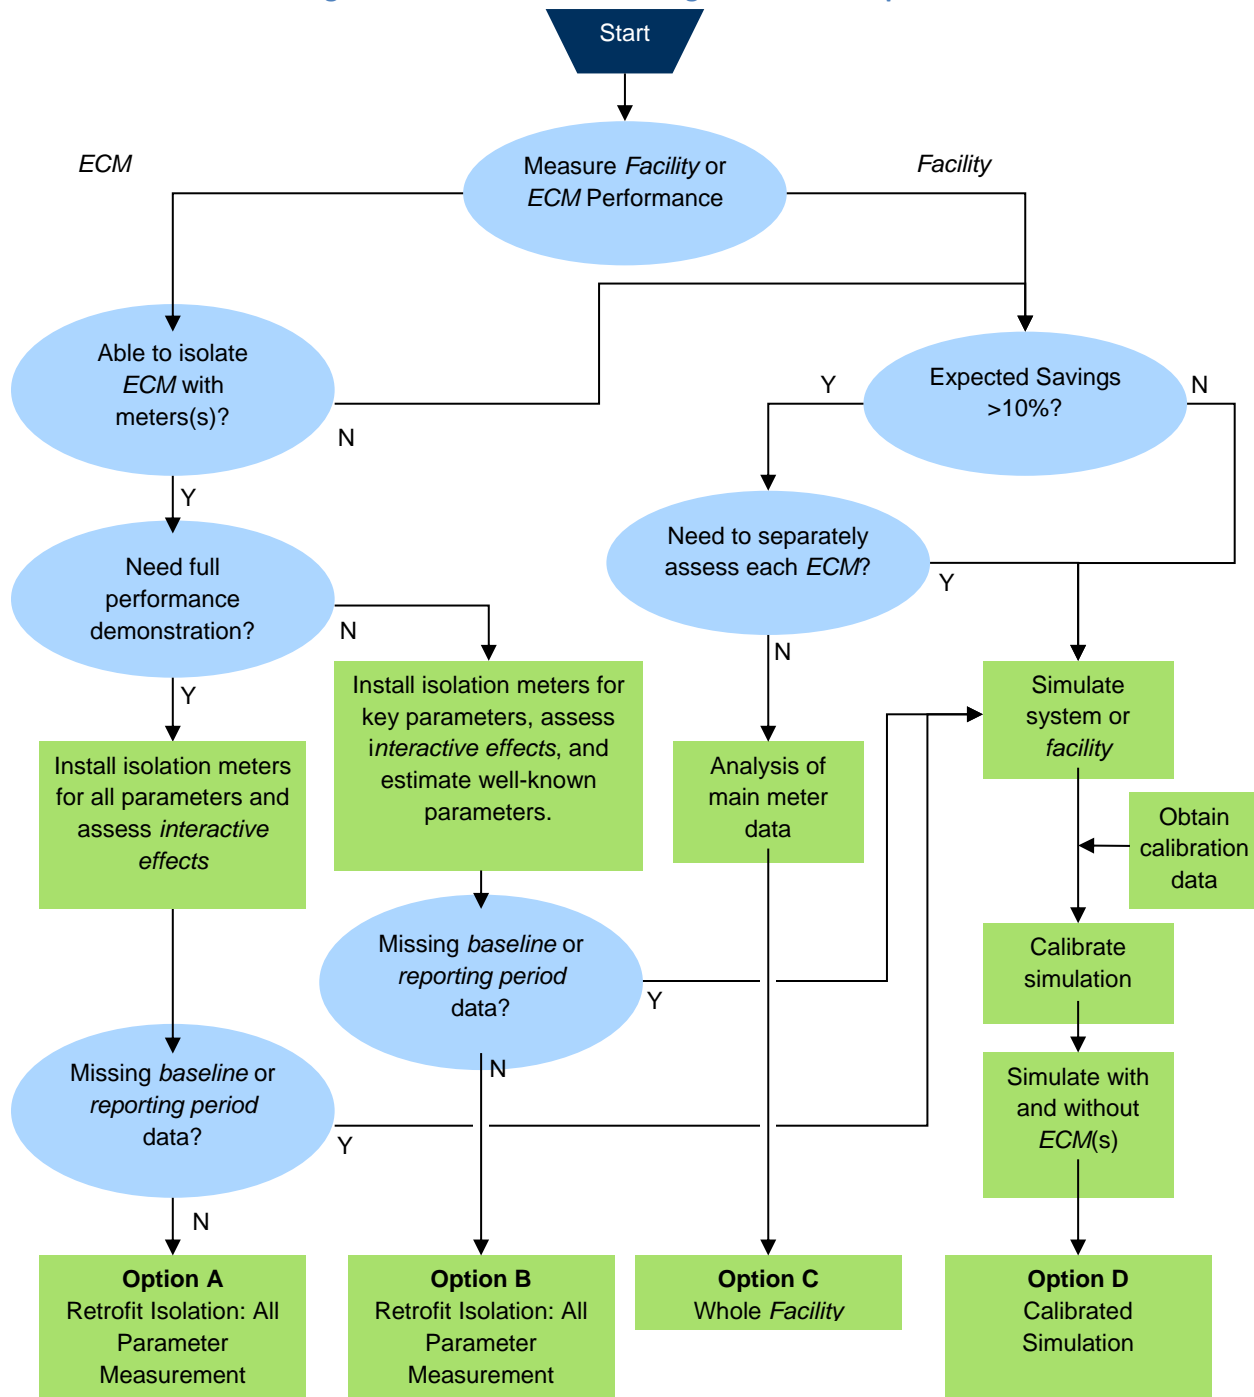 Start
Measure Facility or
ECM Performance
ECM
Facility
Able to isolate
ECM with
meters(s)?
N
Y
Expected Savings
>10%?
Y
N
Need to separately
assess each ECM?
Y
N
Need full
performance
demonstration?
N
Y
Install isolation meters for
key parameters, assess
interactive effects, and
estimate well-known
parameters.
Simulate
system or
facility
Install isolation meters
for all parameters and
assess interactive
effects
Analysis of
main meter
data
Obtain
calibration
data
Missing baseline or
reporting period
data?
Y
N
Calibrate
simulation
Missing baseline or
reporting period
data?
Y
N
Simulate with
and without
ECM(s)
Option A
Retrofit Isolation: All
Parameter
Measurement
Option B
Retrofit Isolation: All
Parameter
Measurement
Option C
Whole Facility
Option D
Calibrated
Simulation